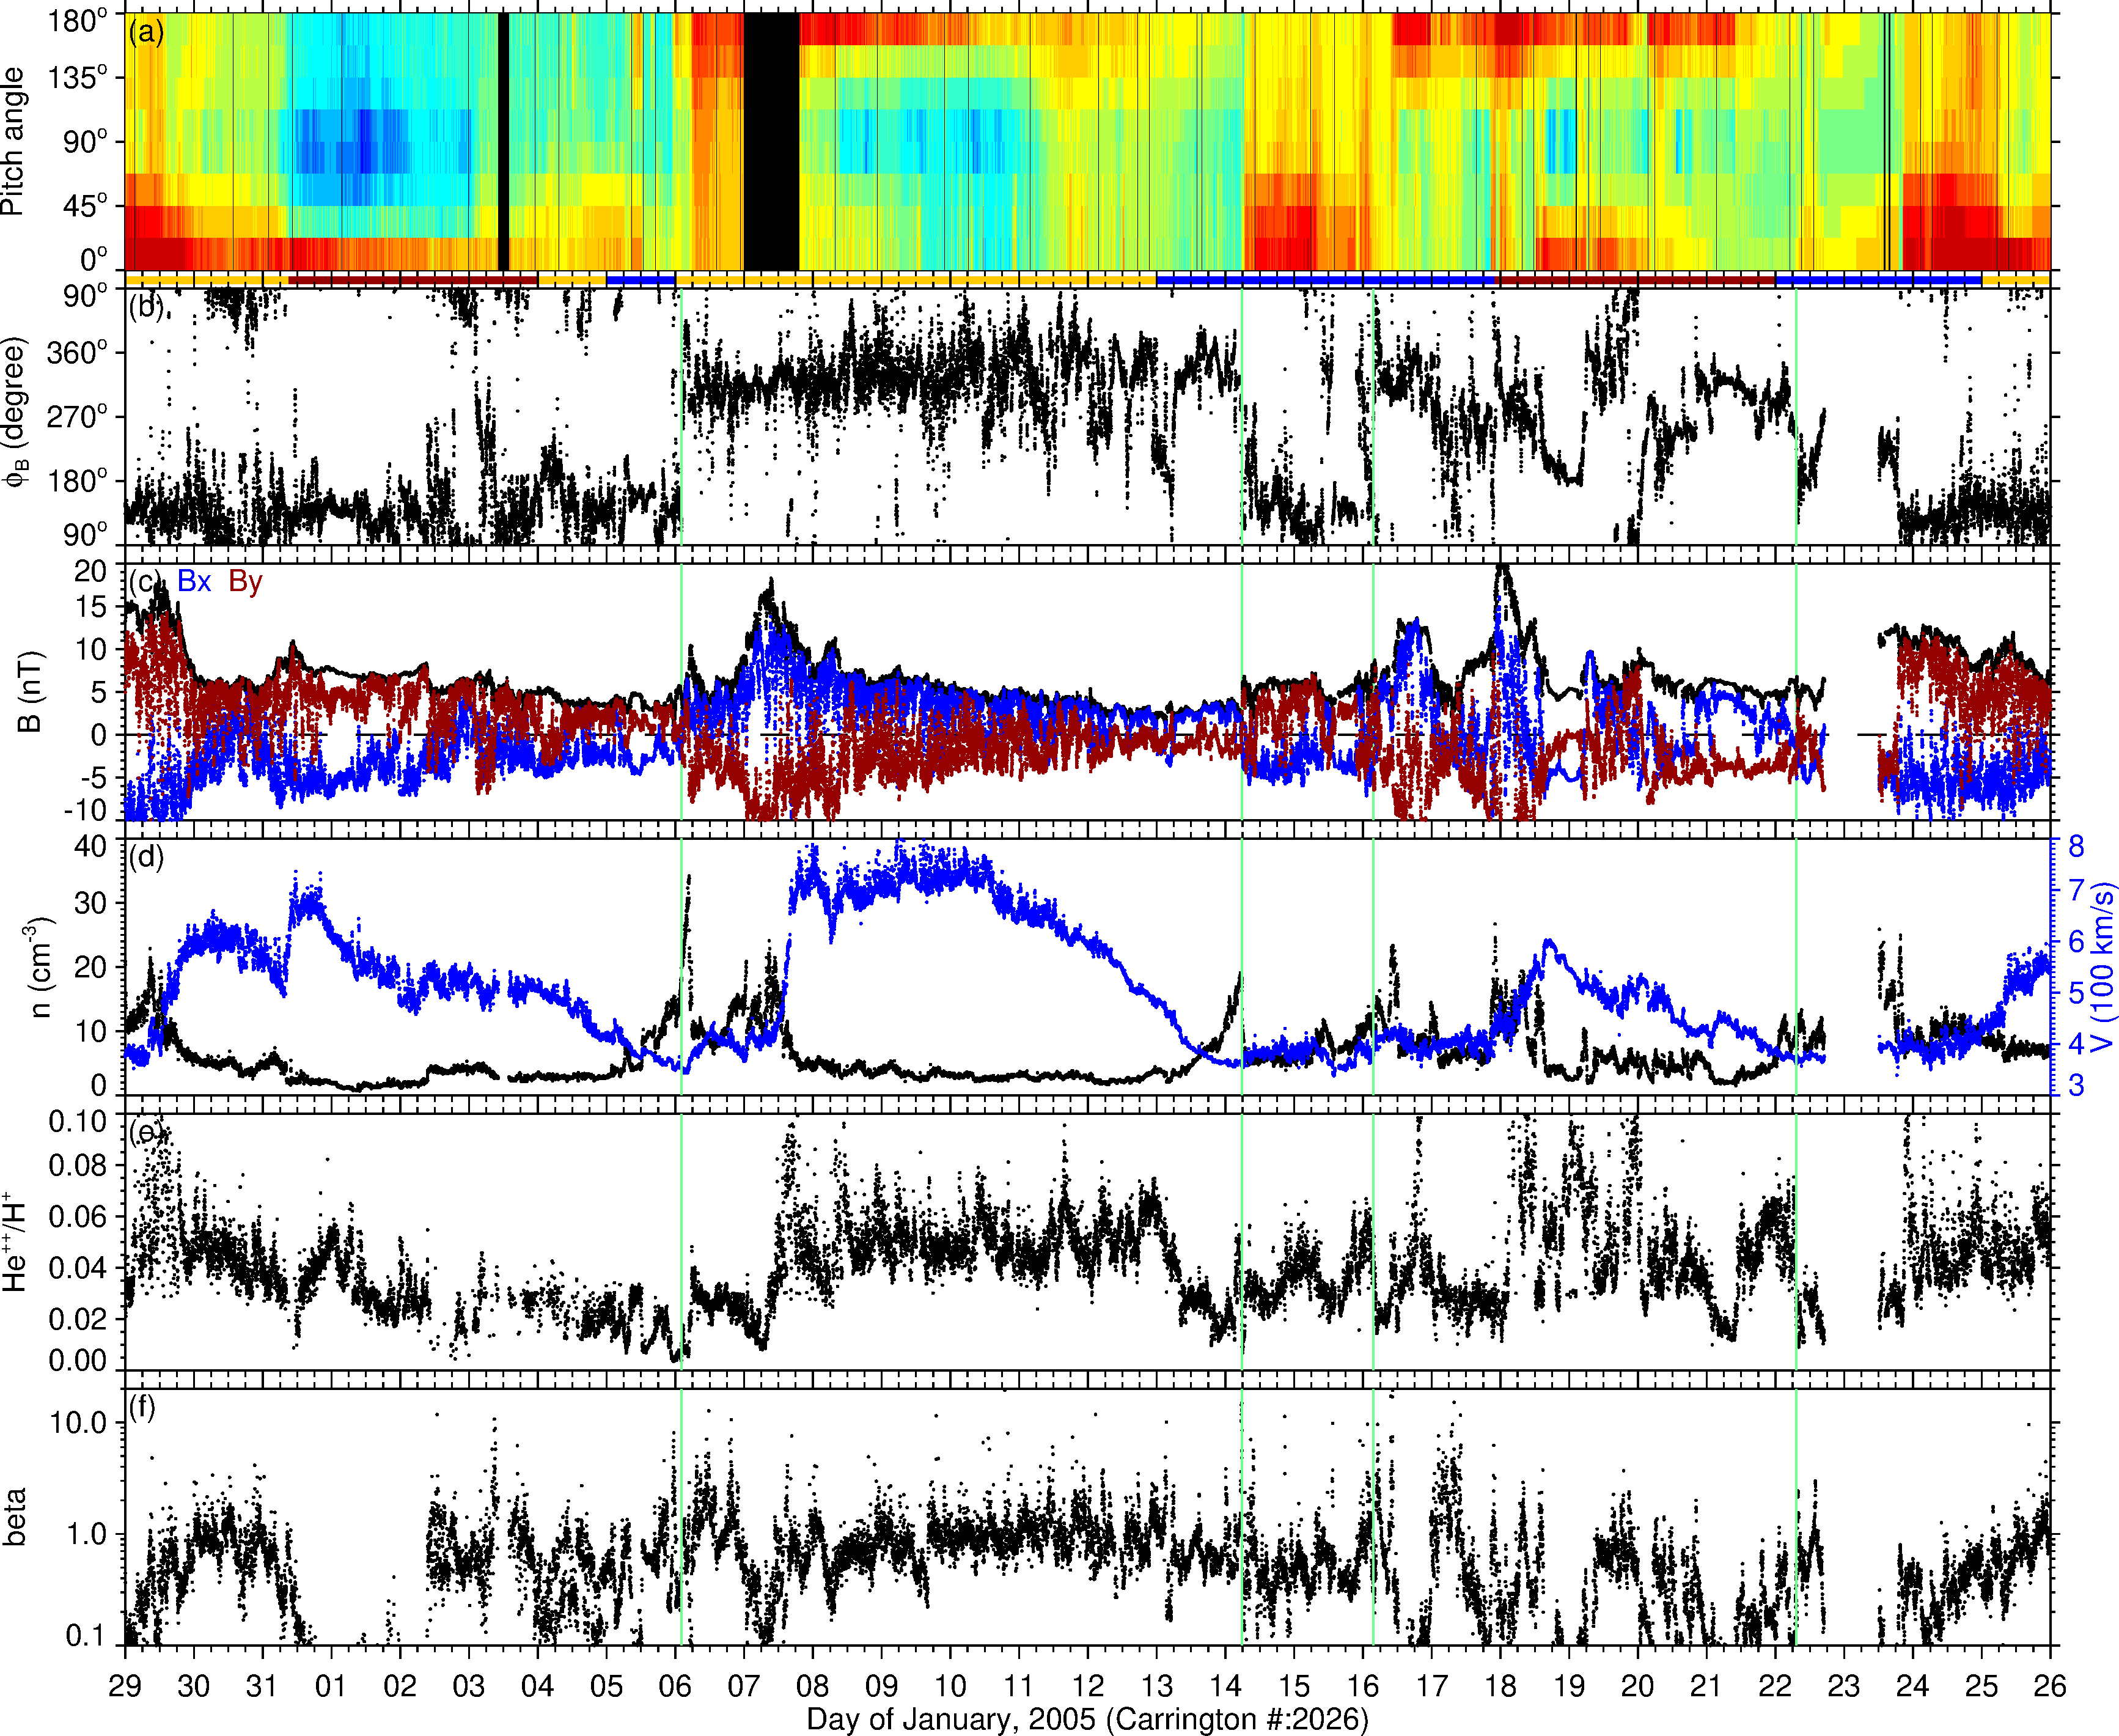 (a)
Pitch angle
180°
135°
90°
45°
0°
(b)
ϕB (degree)
90°
360°
270°
180°
90°
(c) Bx By
B (nT)
20
15
10
5
0
-5
-10
(d)
n (cm-3)
40
30
20
10
0
V (100 km/s)
8
7
6
5
4
3
(e)
He++/H+
0.10
0.08
0.06
0.04
0.02
0.00
(f)
beta
10.0
1.0
0.1
29 30 31 01 02 03 04 05 06 07 08 09 10 11 12 13 14 15 16 17 18 19 20 21 22 23 24 25 26
Day of January, 2005 (Carrington #:2026)